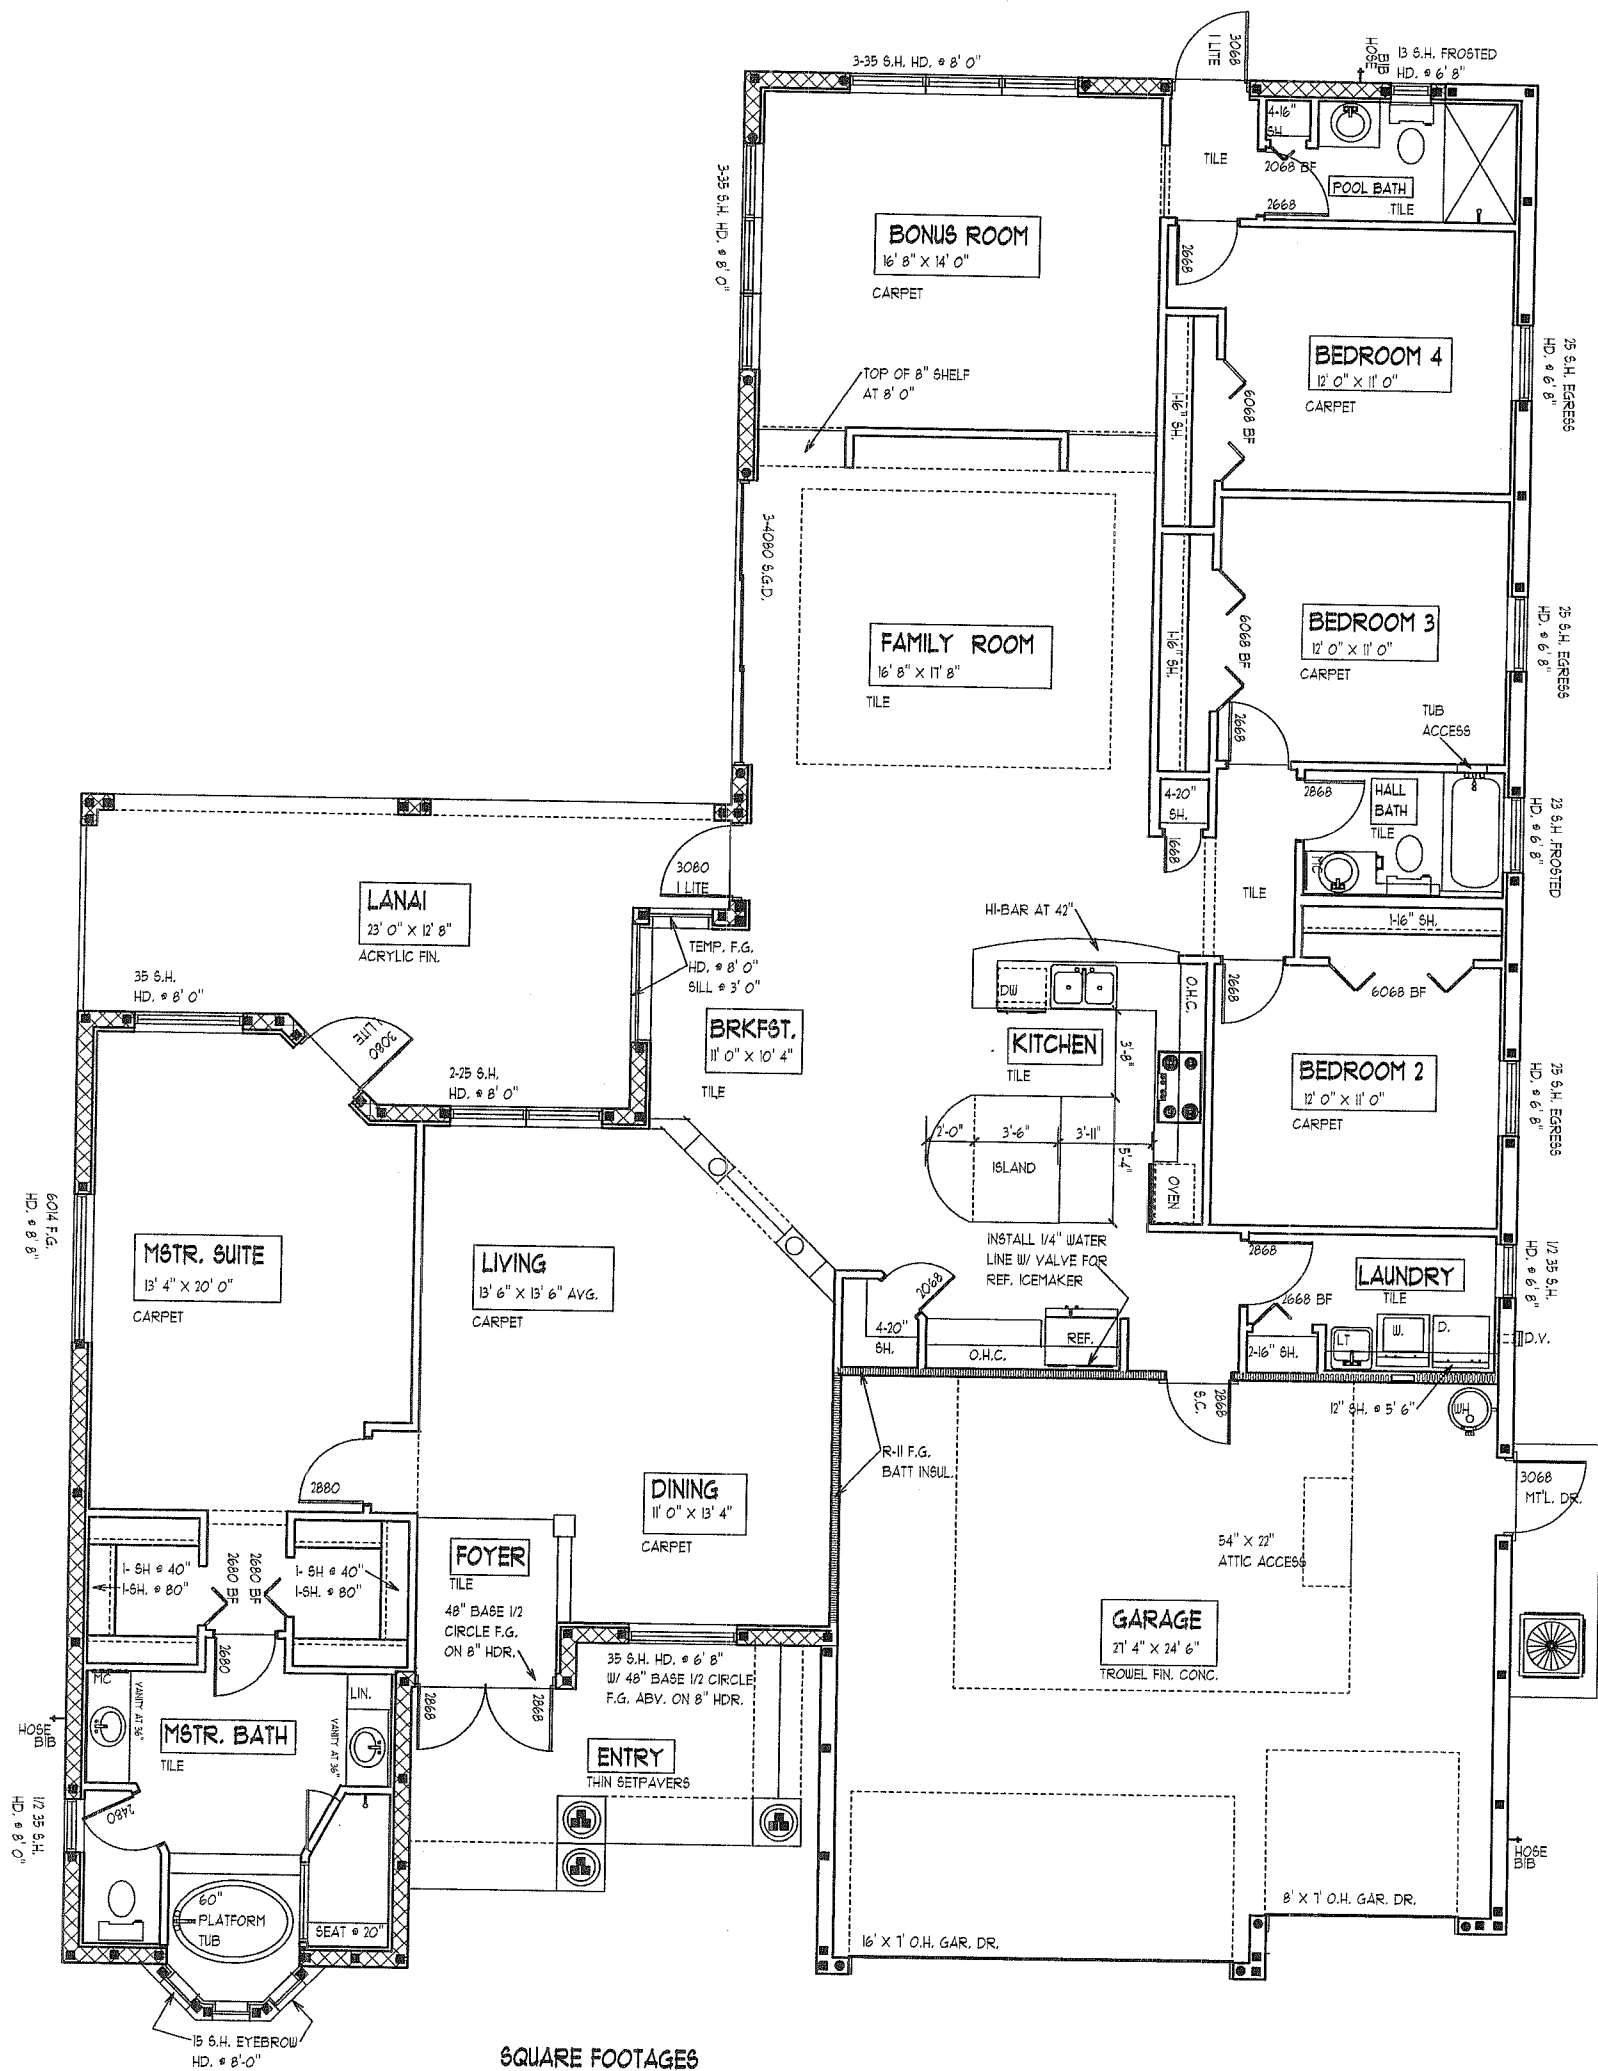 3-35 S.H. HD. @ 8' 0"
3068
1 LITE
HOSE
BIB
13 S.H. FROSTED
HD. @ 6' 8"
4-16"
SH.
TILE
2068 BF
POOL BATH
TILE
2668
3-35 S.H. HD. @ 8' 0"
BONUS ROOM
16' 8" X 14' 0"
CARPET
2668
BEDROOM 4
12' 0" X 11' 0"
CARPET
25 S.H. EGRESS
HD. @ 6' 8"
TOP OF 8" SHELF
AT 8' 0"
1-16" SH.
6068 BF
3-4080 S.G.D.
FAMILY ROOM
16' 8" X 17' 8"
TILE
1-16" SH.
6068 BF
BEDROOM 3
12' 0" X 11' 0"
CARPET
25 S.H. EGRESS
HD. @ 6' 8"
2668
TUB
ACCESS
4-20"
SH.
1668
2868
HALL
BATH
TILE
MC
23 S.H. FROSTED
HD. @ 6' 8"
3080
1 LITE
LANAI
23' 0" X 12' 8"
ACRYLIC FIN.
TILE
HI-BAR AT 42"
1-16" SH.
TEMP. F.G.
HD. @ 8' 0"
SILL @ 3' 0"
35 S.H.
HD. @ 8' 0"
DW
O.H.C.
2668
6068 BF
3080
1 LITE
BRKFST.
11' 0" X 10' 4"
TILE
KITCHEN
TILE
3'-8"
2-25 S.H.
HD. @ 8' 0"
BEDROOM 2
12' 0" X 11' 0"
CARPET
25 S.H. EGRESS
HD. @ 6' 8"
2'-0"
3'-6"
3'-11"
5'-4"
ISLAND
OVEN
6014 F.G.
HD. @ 8' 8"
MSTR. SUITE
13' 4" X 20' 0"
CARPET
LIVING
13' 6" X 13' 6" AVG.
CARPET
INSTALL 1/4" WATER
LINE W/ VALVE FOR
REF. ICEMAKER
2868
LAUNDRY
TILE
1/2 35 S.H.
HD. @ 6' 8"
2068
2668 BF
4-20"
SH.
O.H.C.
REF.
2-16" SH.
LT
W.
D.
D.V.
2868
S.C.
12" SH. @ 5' 6"
WH
R-11 F.G.
BATT INSUL.
2880
DINING
11' 0" X 13' 4"
CARPET
3068
MT'L. DR.
54" X 22"
ATTIC ACCESS
1- SH @ 40"
1-SH. @ 80"
2680 BF
2680 BF
1- SH @ 40"
1-SH. @ 80"
FOYER
TILE
48" BASE 1/2
CIRCLE F.G.
ON 8" HDR.
GARAGE
27' 4" X 24' 6"
TROWEL FIN. CONC.
2680
35 S.H. HD. @ 6' 8"
W/ 48" BASE 1/2 CIRCLE
F.G. ABV. ON 8" HDR.
MC
VANITY AT 36"
LIN.
VANITY AT 36"
2868
2868
HOSE
BIB
MSTR. BATH
TILE
ENTRY
THIN SETPAVERS
2480
1/2 35 S.H.
HD. @ 8' 0"
HOSE
BIB
60"
PLATFORM
TUB
SEAT @ 20"
8' X 7' O.H. GAR. DR.
16' X 7' O.H. GAR. DR.
15 S.H. EYEBROW
HD. @ 8'-0"
SQUARE FOOTAGES